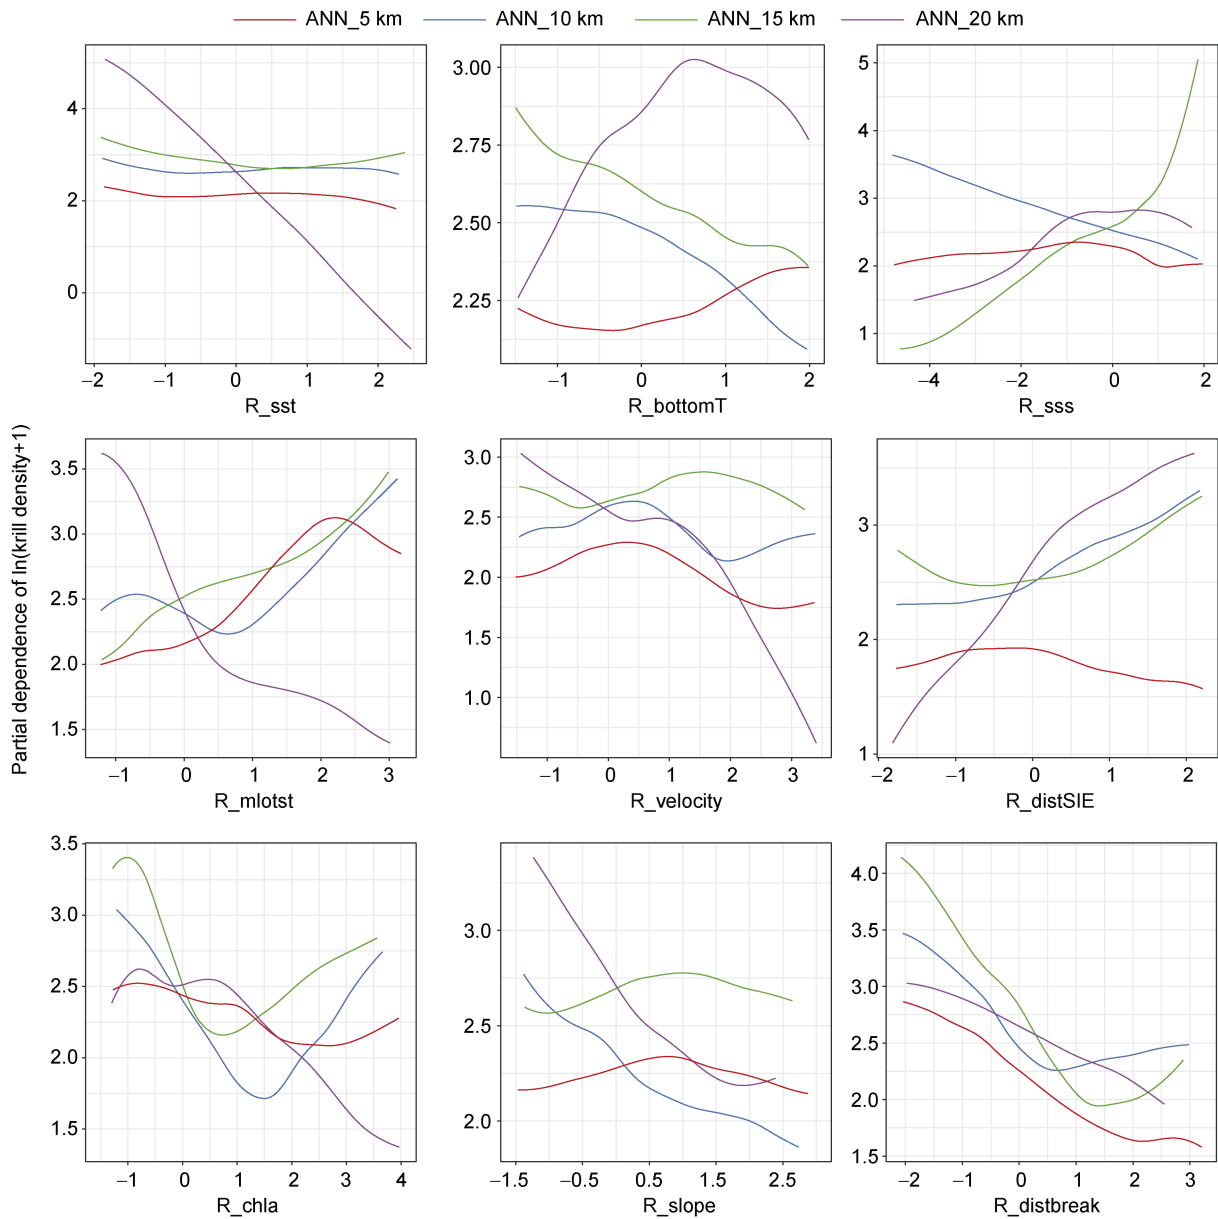 ANN_5 km ANN_10 km ANN_15 km ANN_20 km
Partial dependence of ln(krill density+1)
4
2
0
−2 −1 0 1 2
R_sst
3.00
2.75
2.50
2.25
−1 0 1 2
R_bottomT
5
4
3
2
1
−4 −2 0 2
R_sss
3.5
3.0
2.5
2.0
1.5
−1 0 1 2 3
R_mlotst
3.0
2.5
2.0
1.5
1.0
−1 0 1 2 3
R_velocity
3
2
1
−2 −1 0 1 2
R_distSIE
3.5
3.0
2.5
2.0
1.5
−1 0 1 2 3 4
R_chla
3.0
2.5
2.0
−1.5 −0.5 0.5 1.5 2.5
R_slope
4.0
3.5
3.0
2.5
2.0
1.5
−2 −1 0 1 2 3
R_distbreak